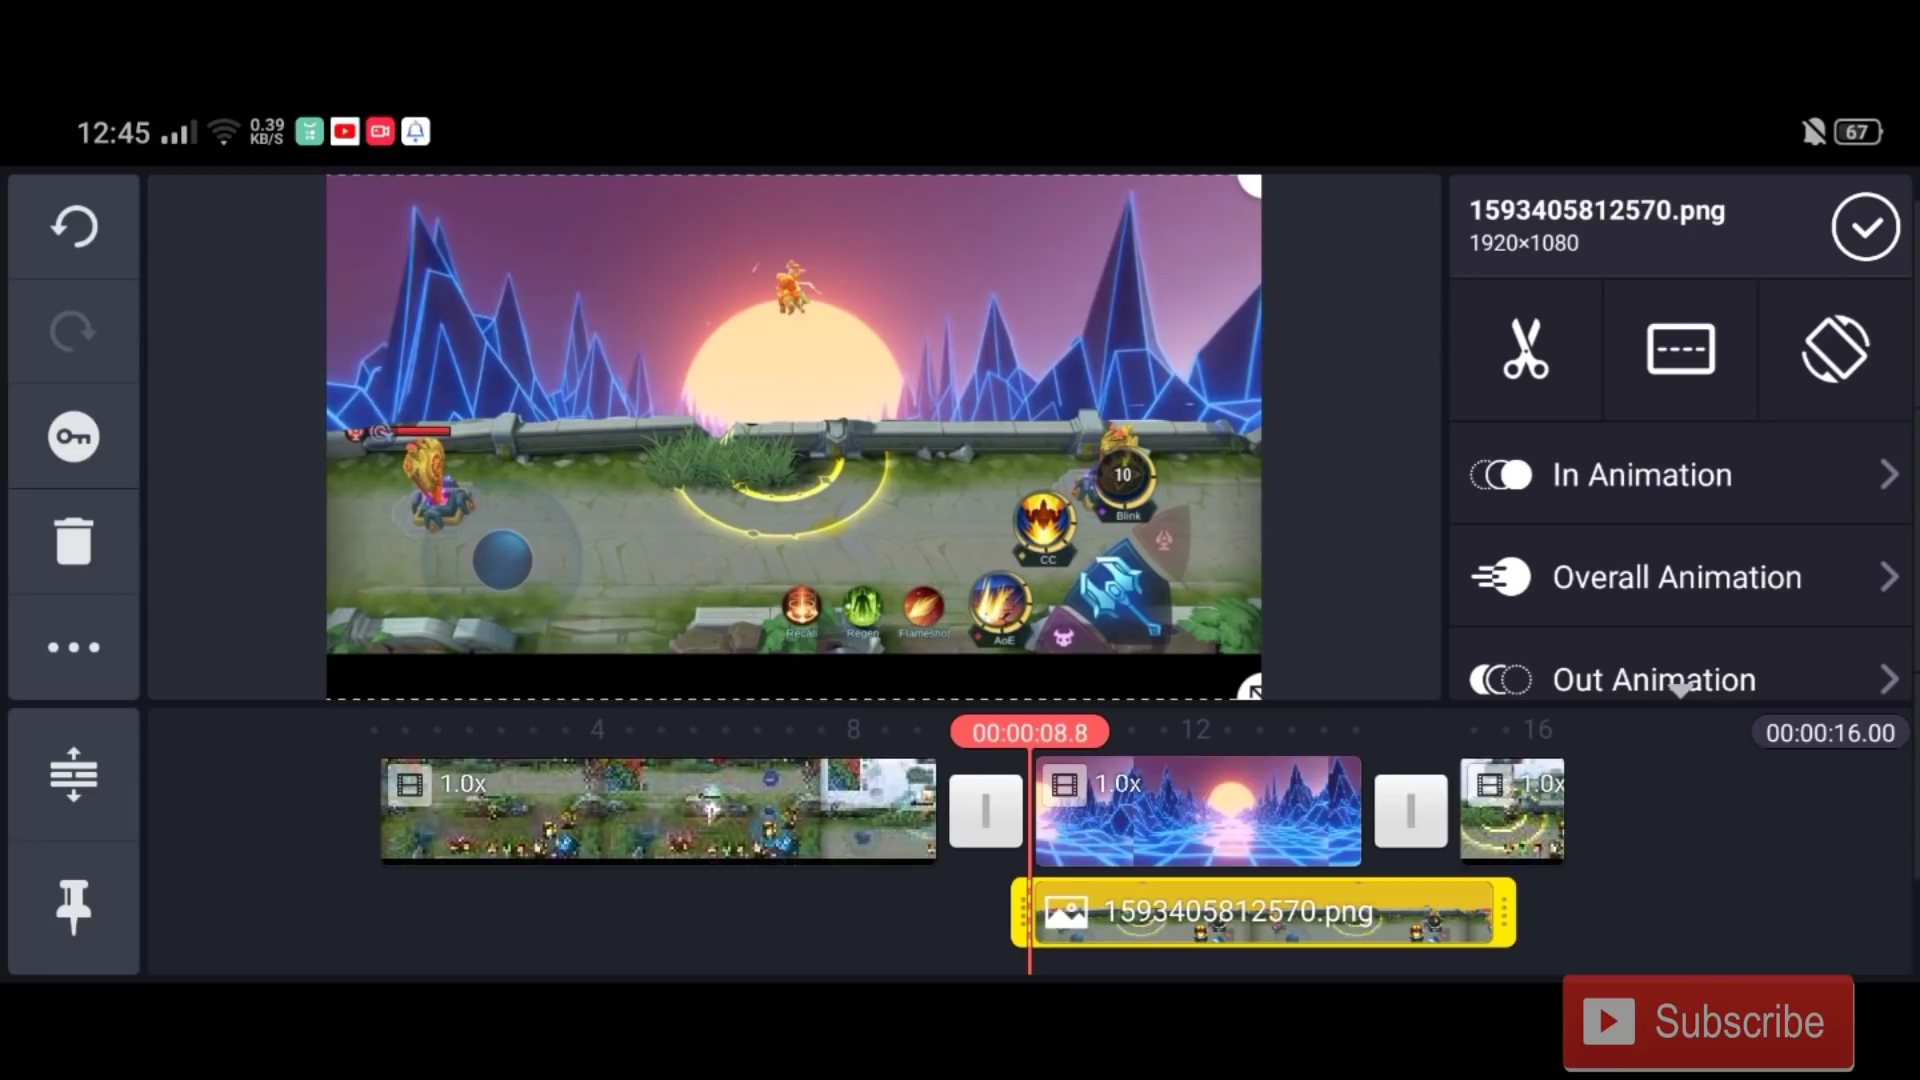 12:45
0.39
KB/S
67
1593405812570.png
1920×1080
10
Blink
CC
Recall
Regen
Flameshot
AoE
In Animation
Overall Animation
Out Animation
4
8
00:00:08.8
12
16
00:00:16.00
1.0x
1.0x
1.0x
1593405812570.png
Subscribe